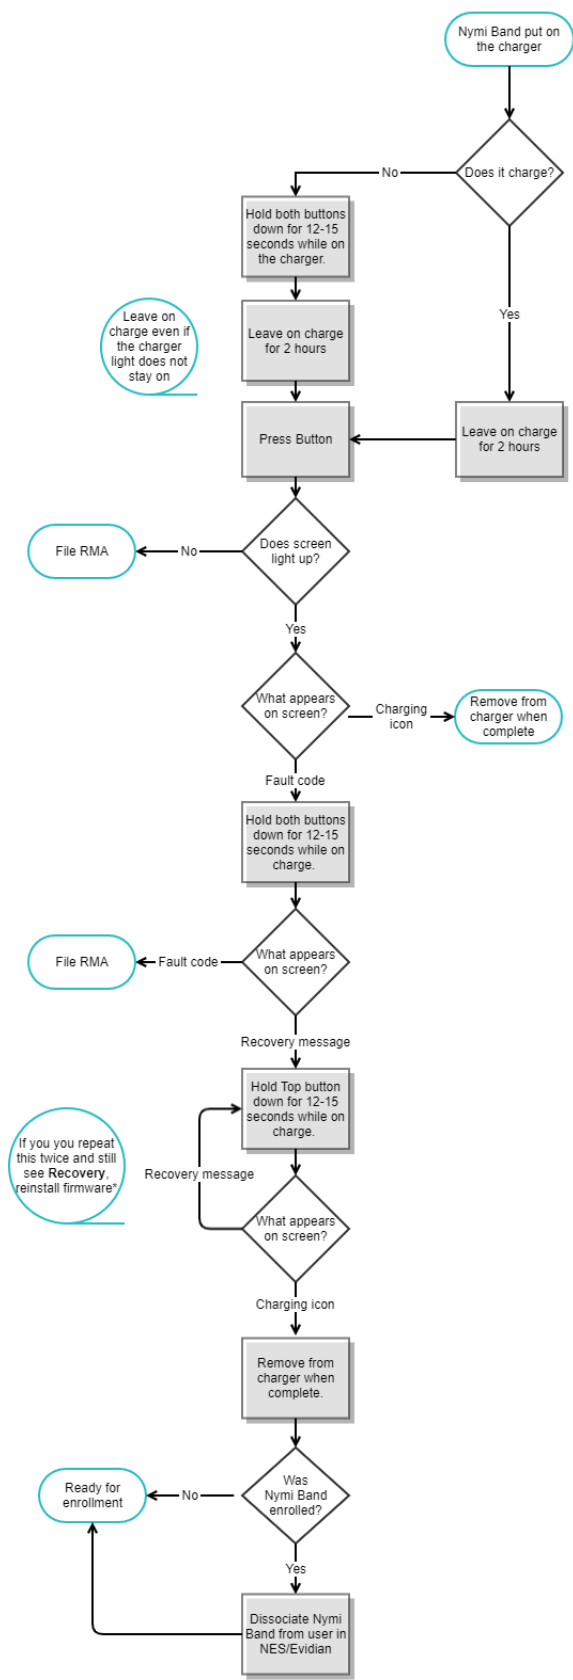 Nymi Band put on
the charger
Does it charge?
No
Hold both buttons
down for 12-15
seconds while on
the charger.
Yes
Leave on
charge even if
the charger
light does not
stay on
Leave on charge
for 2 hours
Press Button
Leave on charge
for 2 hours
Does screen
light up?
No
File RMA
Yes
What appears
on screen?
Charging
icon
Remove from
charger when
complete
Fault code
Hold both buttons
down for 12-15
seconds while on
charge.
What appears
on screen?
Fault code
File RMA
Recovery message
Hold Top button
down for 12-15
seconds while on
charge.
If you you repeat
this twice and still
see Recovery,
reinstall firmware*
Recovery message
What appears
on screen?
Charging icon
Remove from
charger when
complete.
Was
Nymi Band
enrolled?
No
Ready for
enrollment
Yes
Dissociate Nymi
Band from user in
NES/Evidian